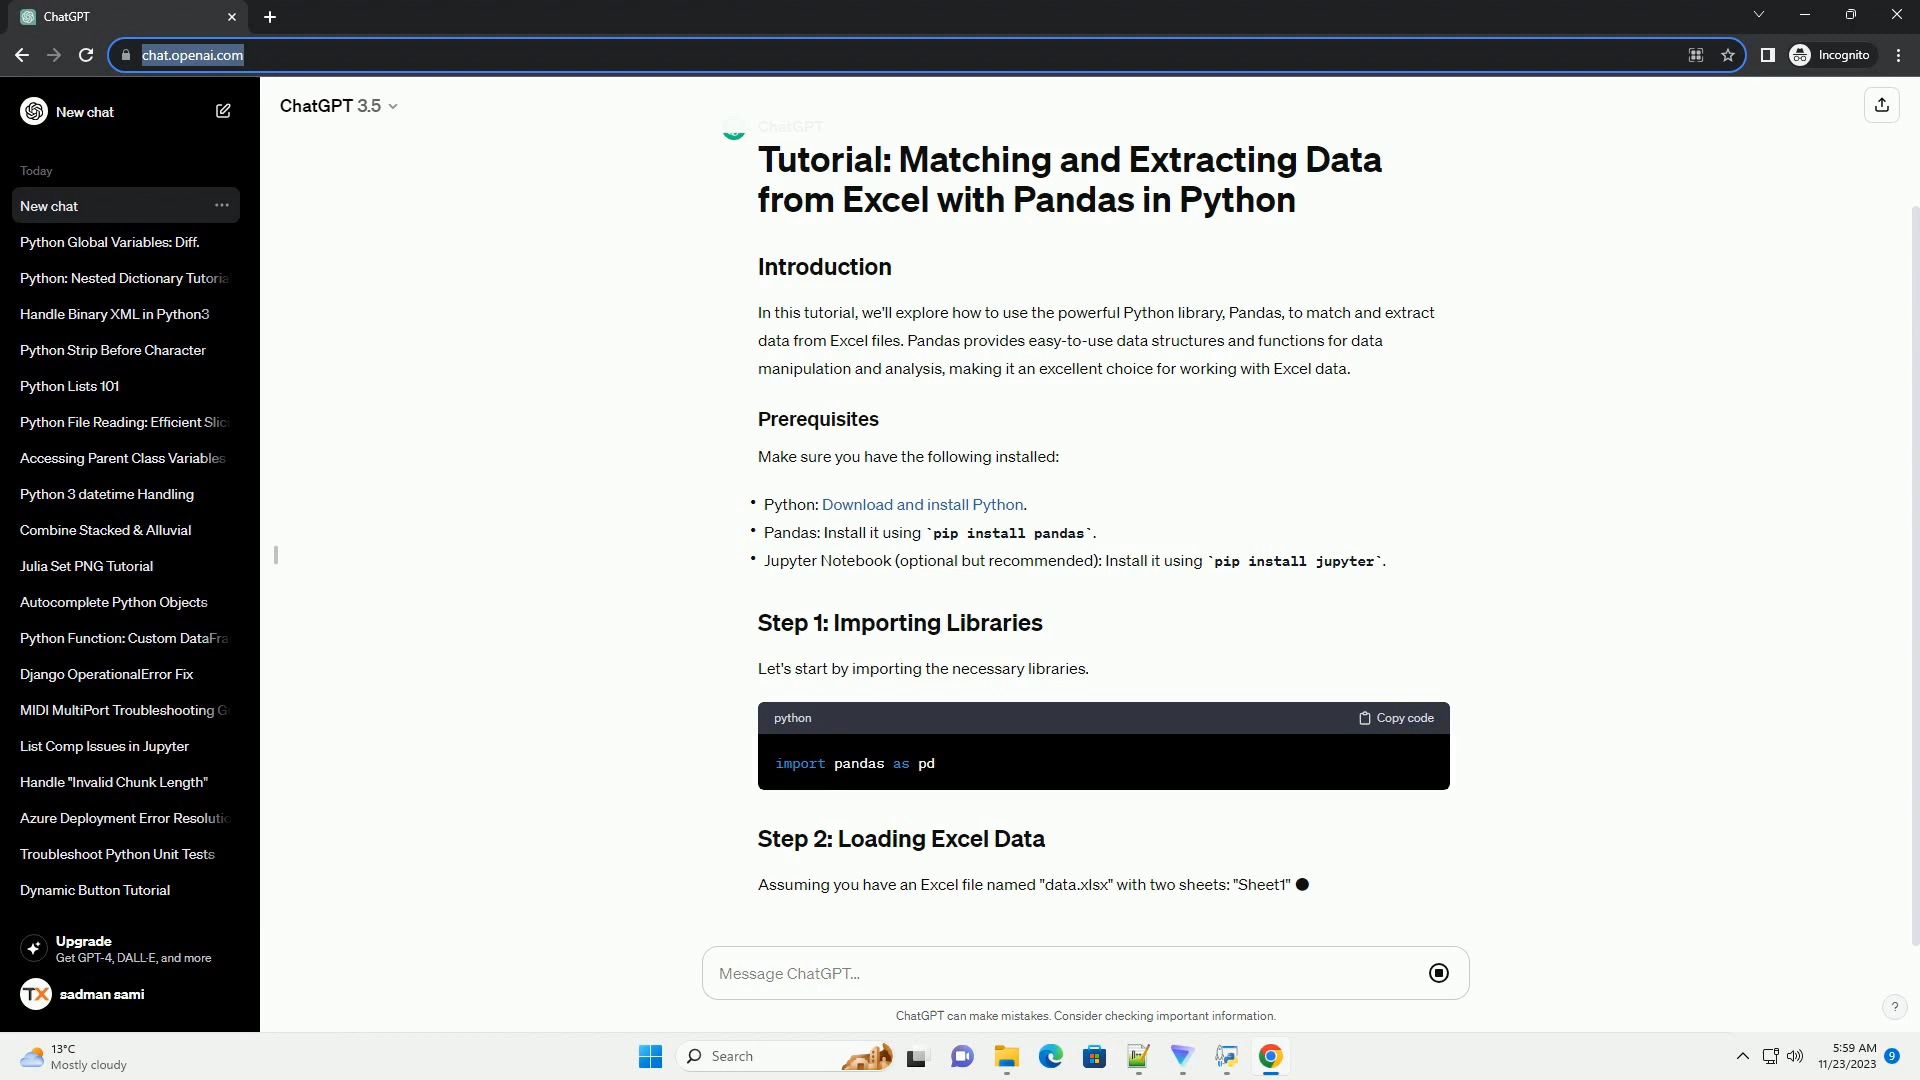 ChatGPT
chat.openai.com
Incognito
New chat
Today
New chat
Python Global Variables: Diff.
Python: Nested Dictionary Tutoria
Handle Binary XML in Python3
Python Strip Before Character
Python Lists 101
Python File Reading: Efficient Slic
Accessing Parent Class Variables
Python 3 datetime Handling
Combine Stacked & Alluvial
Julia Set PNG Tutorial
Autocomplete Python Objects
Python Function: Custom DataFra
Django OperationalError Fix
MIDI MultiPort Troubleshooting G
List Comp Issues in Jupyter
Handle "Invalid Chunk Length"
Azure Deployment Error Resolutio
Troubleshoot Python Unit Tests
Dynamic Button Tutorial
Upgrade
Get GPT-4, DALL·E, and more
TX sadman sami
ChatGPT 3.5
ChatGPT
Tutorial: Matching and Extracting Data
from Excel with Pandas in Python
Introduction
In this tutorial, we'll explore how to use the powerful Python library, Pandas, to match and extract
data from Excel files. Pandas provides easy-to-use data structures and functions for data
manipulation and analysis, making it an excellent choice for working with Excel data.
Prerequisites
Make sure you have the following installed:
• Python: Download and install Python.
• Pandas: Install it using `pip install pandas`.
• Jupyter Notebook (optional but recommended): Install it using `pip install jupyter`.
Step 1: Importing Libraries
Let's start by importing the necessary libraries.
python Copy code
import pandas as pd
Step 2: Loading Excel Data
Assuming you have an Excel file named "data.xlsx" with two sheets: "Sheet1"
Message ChatGPT...
ChatGPT can make mistakes. Consider checking important information.
?
13°C
Mostly cloudy
Search
5:59 AM
11/23/2023
9